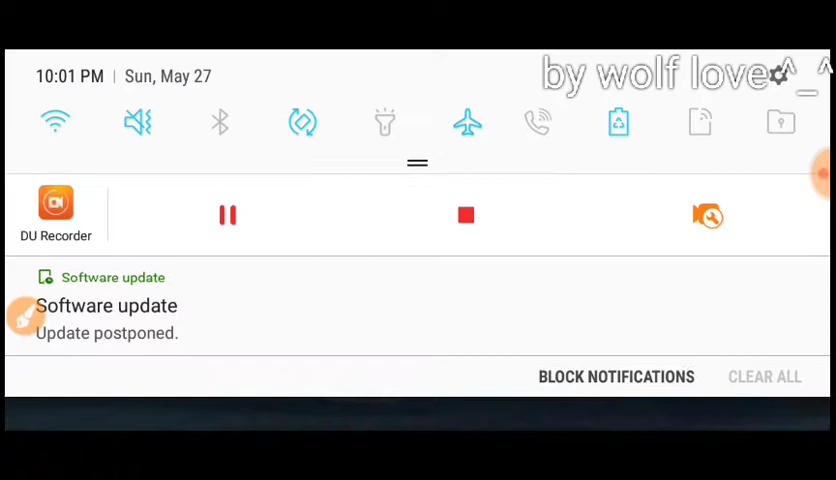 by wolf love ^_^
10:01 PM | Sun, May 27
DU Recorder
Software update
Software update
Update postponed.
BLOCK NOTIFICATIONS CLEAR ALL